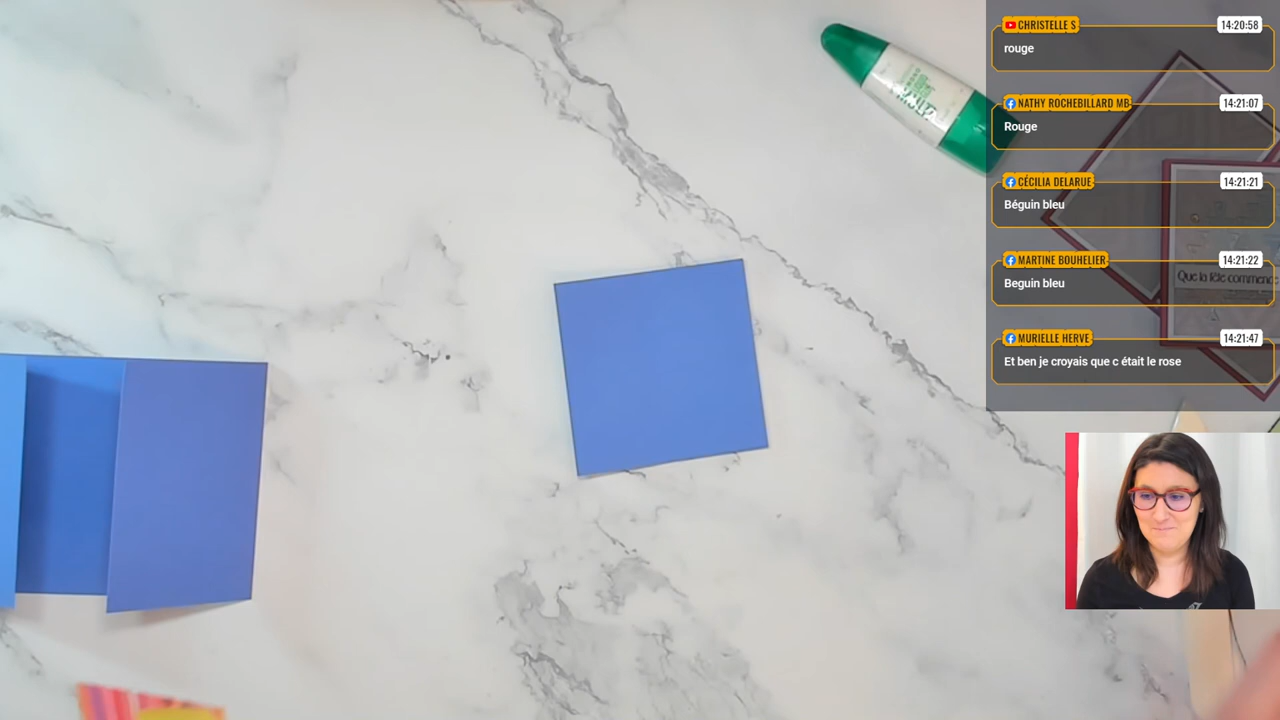 CHRISTELLE S
14:20:58
rouge
NATHY ROCHEBILLARD MB
14:21:07
Rouge
CÉCILIA DELARUE
14:21:21
Béguin bleu
MARTINE BOUHELIER
14:21:22
Beguin bleu
Que la fête commence
MURIELLE HERVE
14:21:47
Et ben je croyais que c était le rose